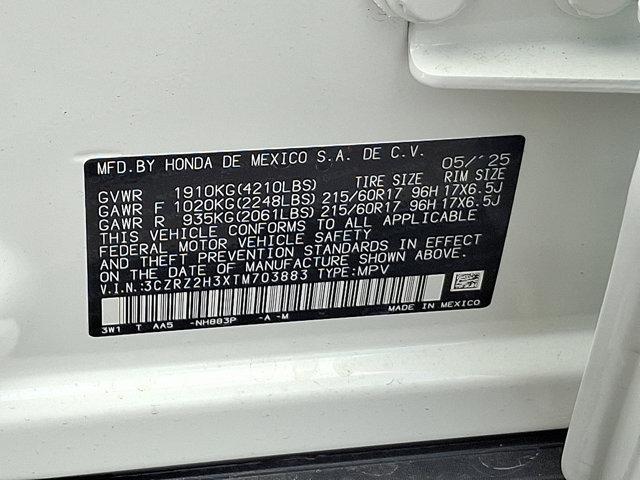 MFD.BY HONDA DE MEXICO S.A. DE C.V. 05/'25
TIRE SIZE RIM SIZE
GVWR 1910KG(4210LBS)
GAWR F 1020KG(2248LBS) 215/60R17 96H 17X6.5J
GAWR R 935KG(2061LBS) 215/60R17 96H 17X6.5J
THIS VEHICLE CONFORMS TO ALL APPLICABLE
FEDERAL MOTOR VEHICLE SAFETY
AND THEFT PREVENTION STANDARDS IN EFFECT
ON THE DATE OF MANUFACTURE SHOWN ABOVE.
V.I.N.:3CZRZ2H3XTM703883 TYPE:MPV
3W1 T AA5 -NH883P -A -M MADE IN MEXICO